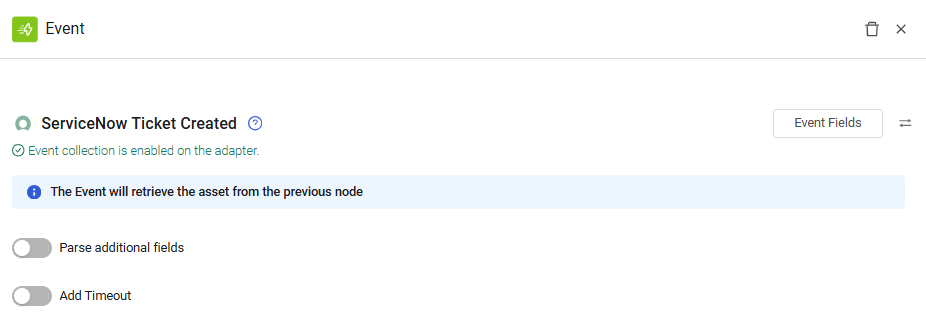 Event
ServiceNow Ticket Created
Event Fields
Event collection is enabled on the adapter.
The Event will retrieve the asset from the previous node
Parse additional fields
Add Timeout